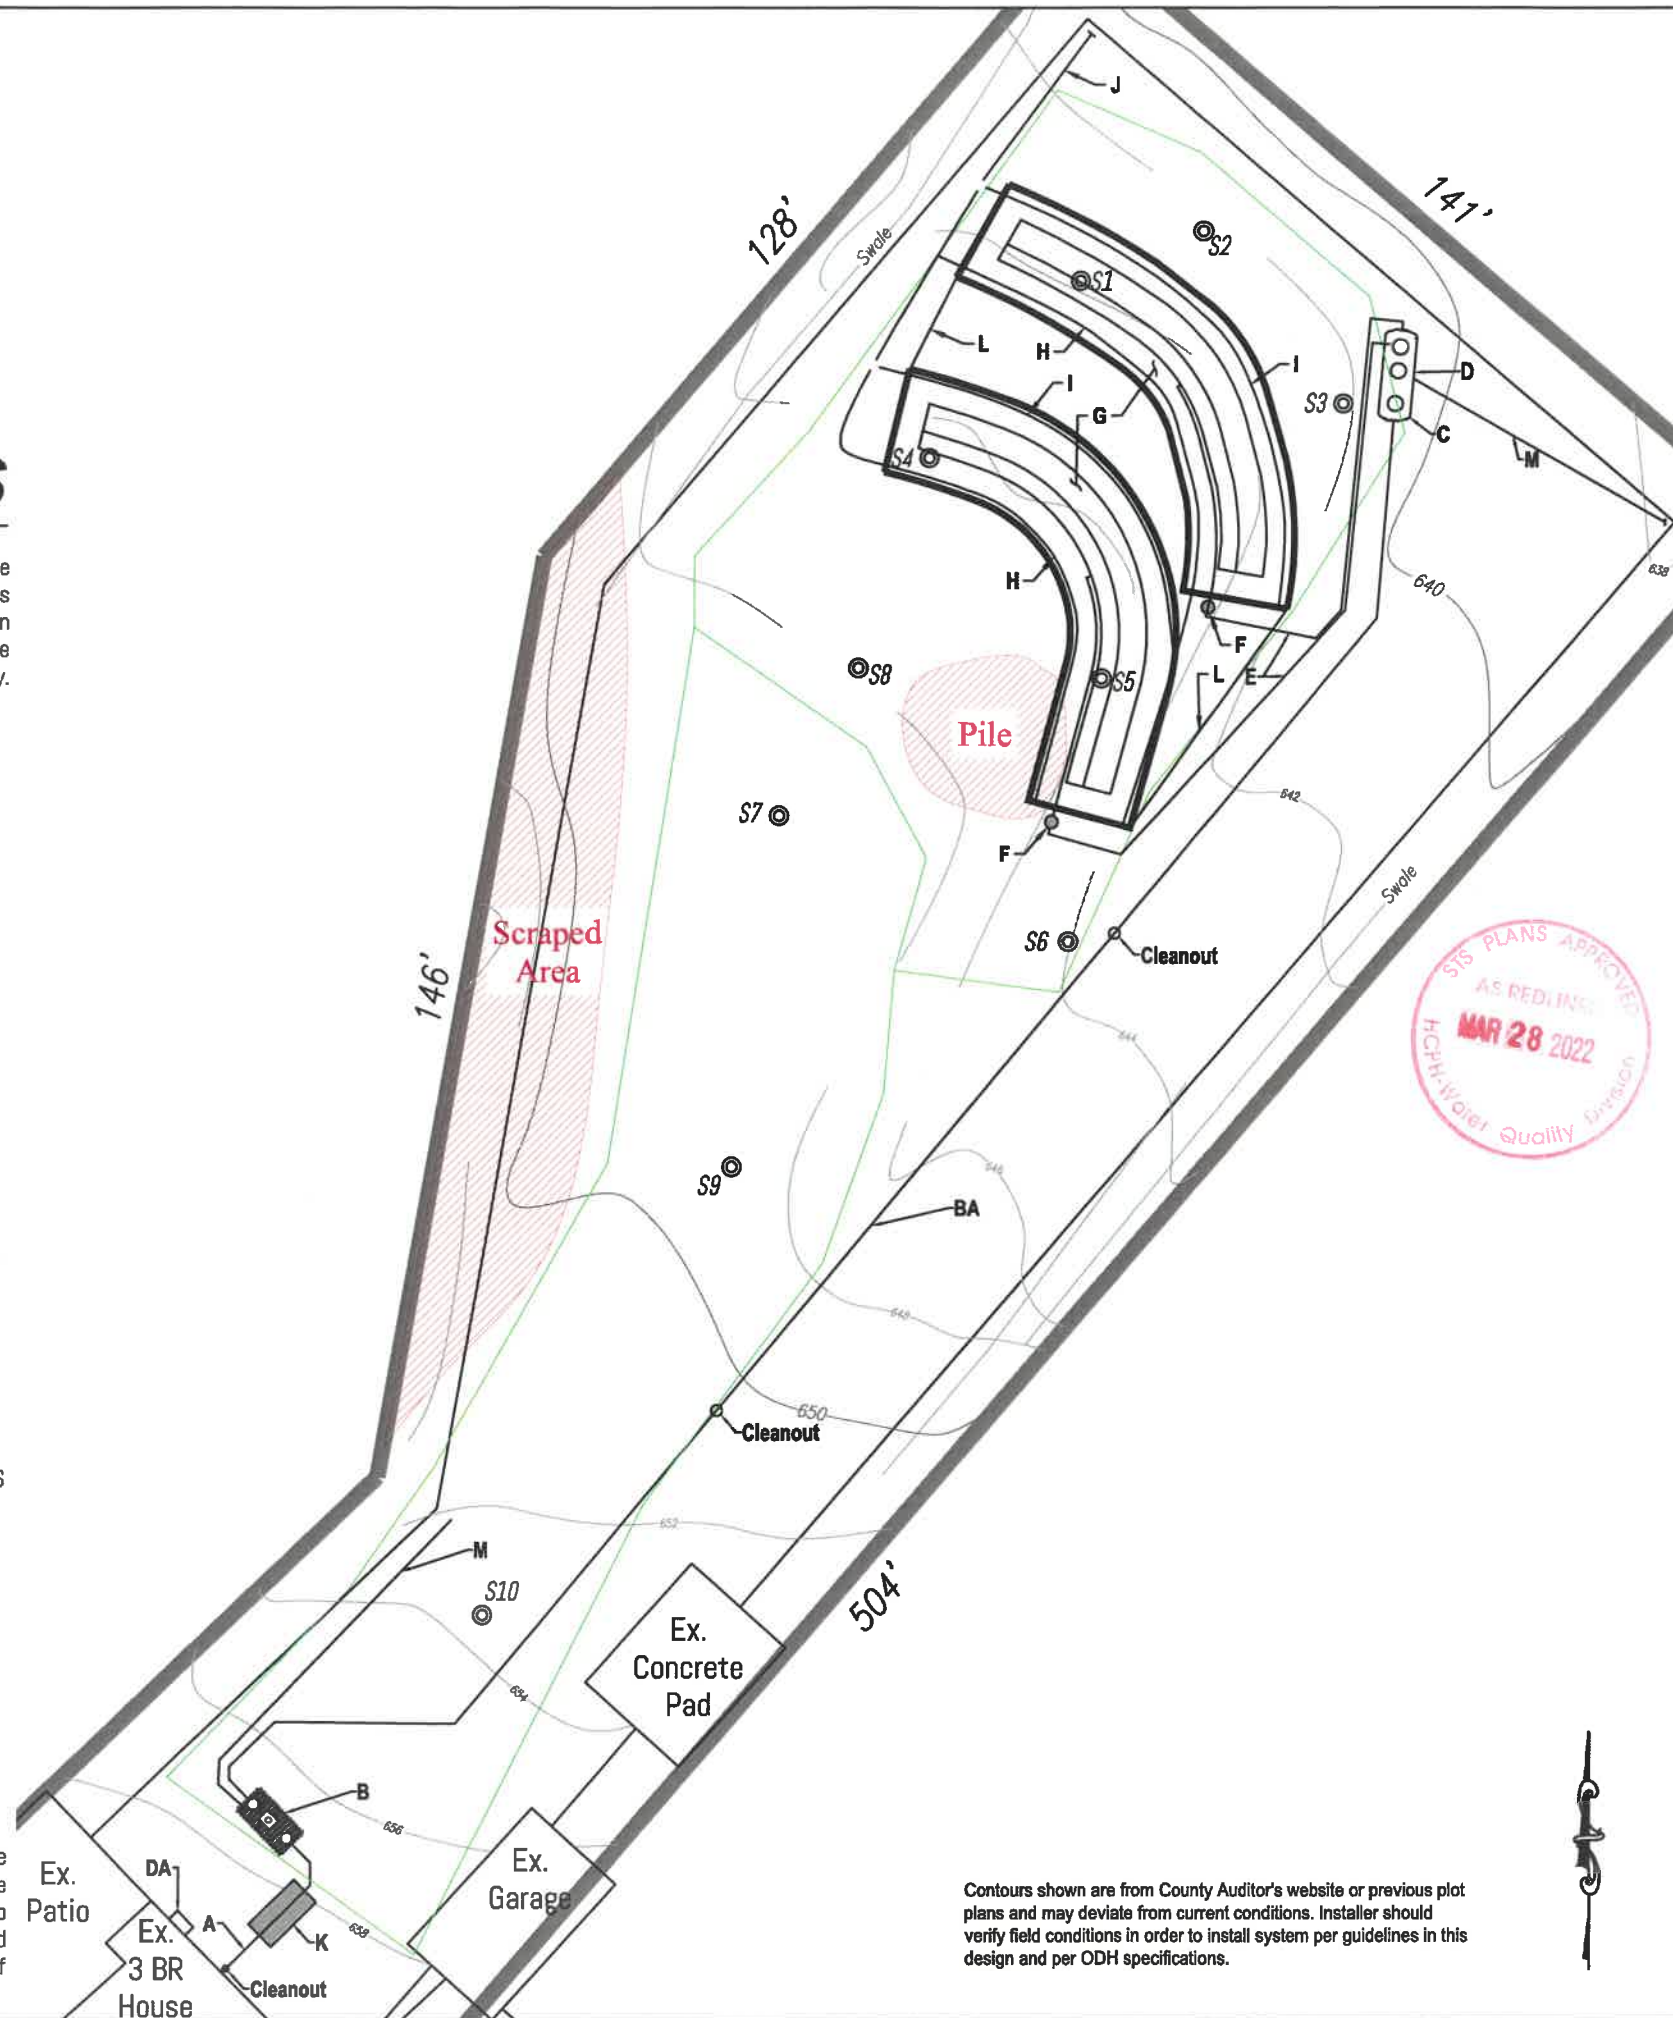 J
141'
128'
Swale
S2
S1
L
H
I
I
D
G
S3
C
M
S4
H
640
638
F
L
E
S8
S5
Pile
S7
642
F
Swale
Scraped
Area
S6
Cleanout
146'
STS PLANS APPROVED
MAR 28 2022
HCPH-Water Quality Division
644
646
S9
BA
648
650
Cleanout
652
M
S10
504'
Ex.
Concrete
Pad
654
B
656
Ex.
Garage
DA
Ex.
Patio
A
K
658
Ex.
3 BR
House
Cleanout
Contours shown are from County Auditor's website or previous plot
plans and may deviate from current conditions. Installer should
verify field conditions in order to install system per guidelines in this
design and per ODH specifications.